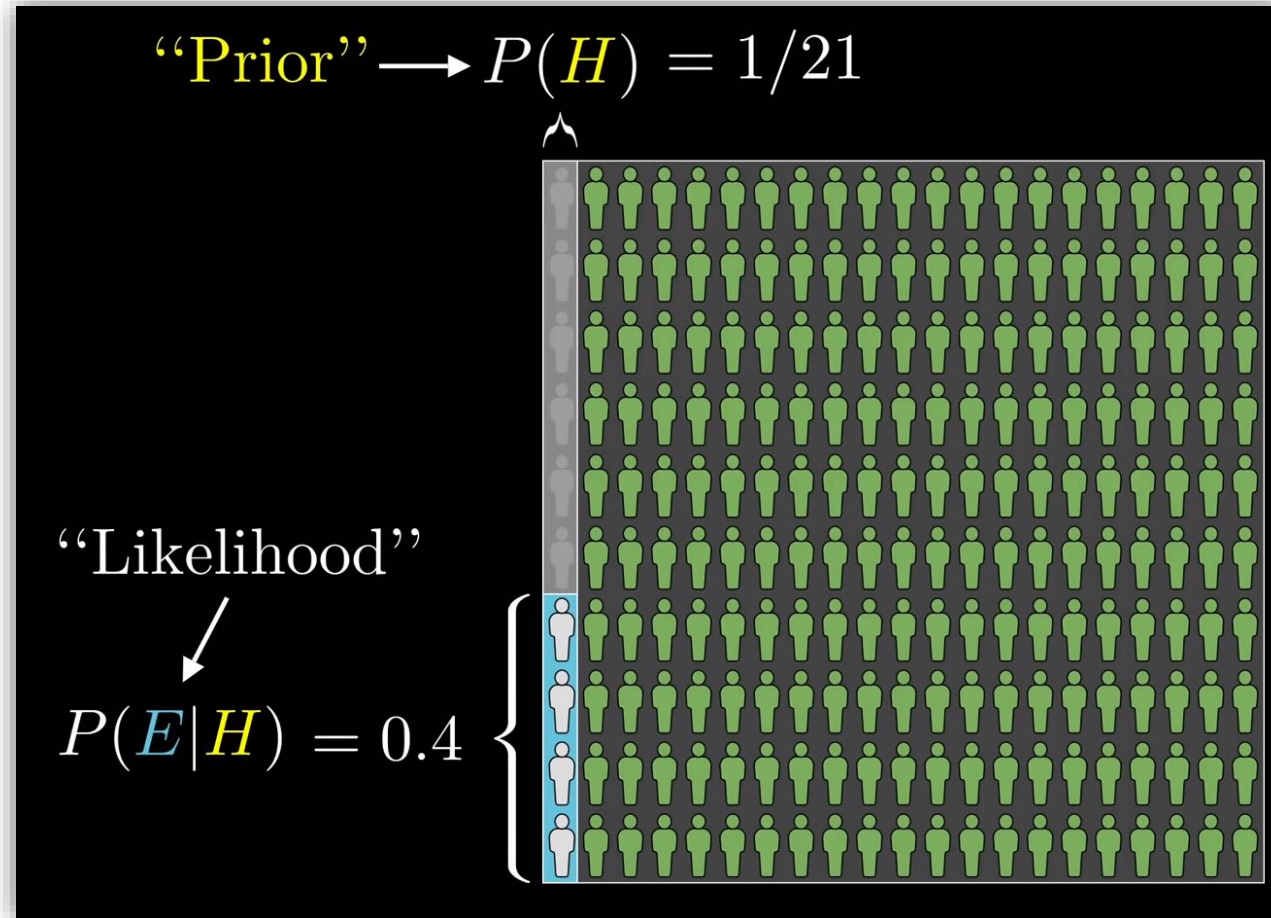 “Prior” → P(H) = 1/21
“Likelihood”
P(E|H) = 0.4